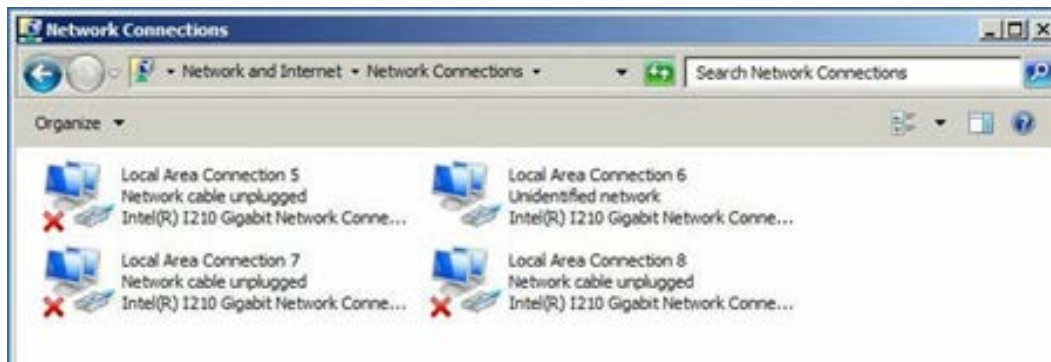 Network Connections
Network and Internet Network Connections
Search Network Connections
Organize
Local Area Connection 5
Network cable unplugged
Intel(R) I210 Gigabit Network Conne...
Local Area Connection 6
Unidentified network
Intel(R) I210 Gigabit Network Conne...
Local Area Connection 7
Network cable unplugged
Intel(R) I210 Gigabit Network Conne...
Local Area Connection 8
Network cable unplugged
Intel(R) I210 Gigabit Network Conne...